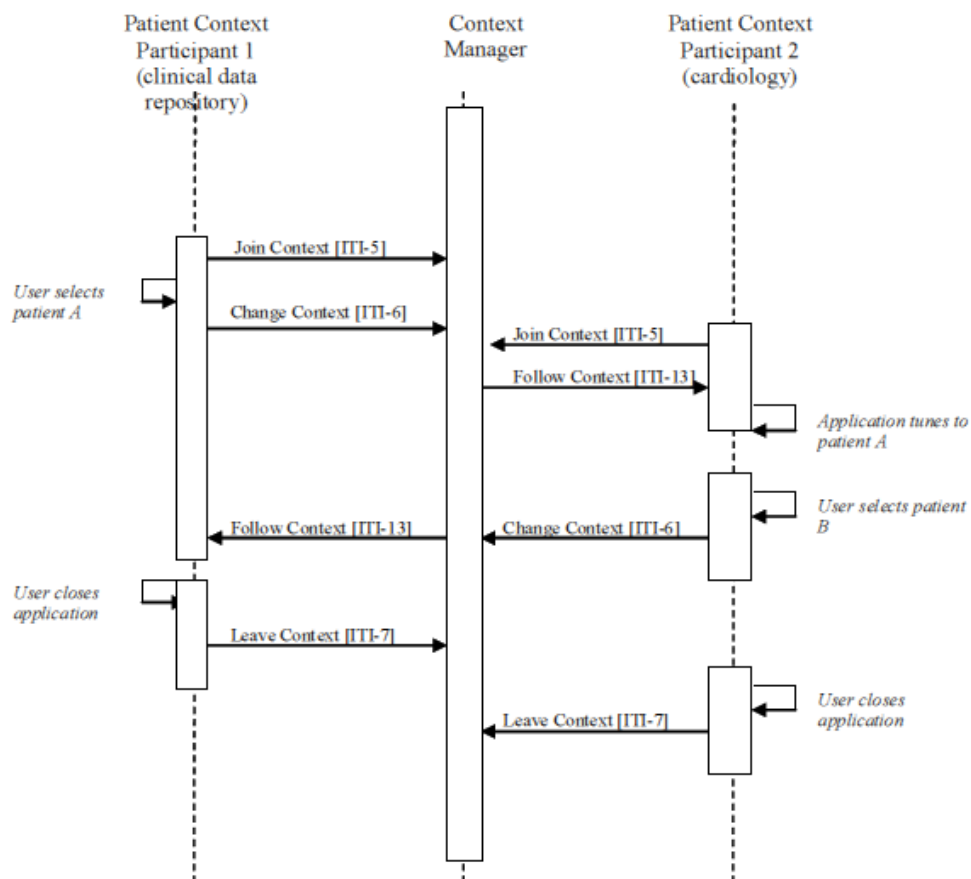 Patient Context
Participant 1
(clinical data
repository)
Context
Manager
Patient Context
Participant 2
(cardiology)
Join Context [ITI-5]
User selects
patient A
Change Context [ITI-6]
Join Context [ITI-5]
Follow Context [ITI-13]
Application tunes to
patient A
User selects patient
B
Follow Context [ITI-13]
Change Context [ITI-6]
User closes
application
Leave Context [ITI-7]
User closes
application
Leave Context [ITI-7]